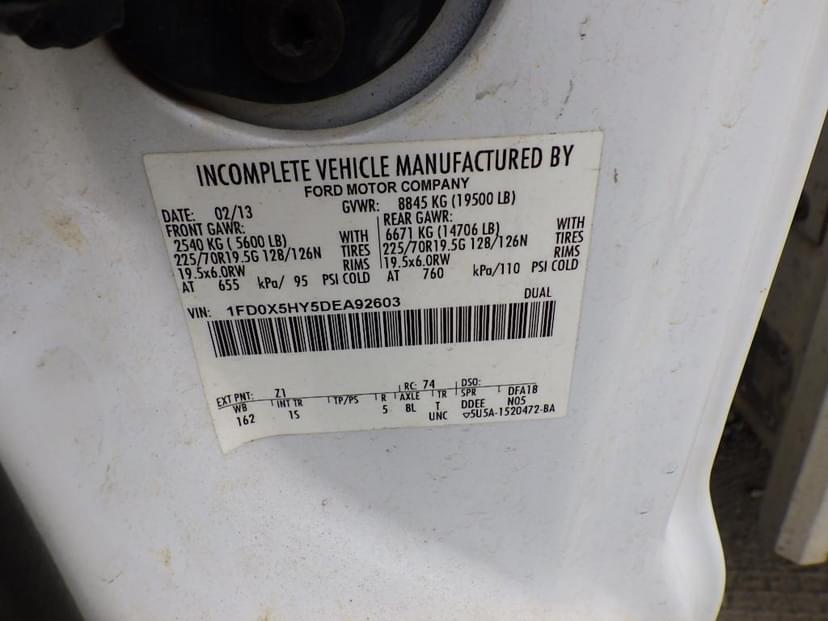 INCOMPLETE VEHICLE MANUFACTURED BY
FORD MOTOR COMPANY
DATE: 02/13 GVWR: 8845 KG (19500 LB)
FRONT GAWR: REAR GAWR:
2540 KG ( 5600 LB) WITH 6671 KG (14706 LB) WITH
225/70R19.5G 128/126N TIRES 225/70R19.5G 128/126N TIRES
19.5x6.0RW RIMS 19.5x6.0RW RIMS
AT 655 kPa/ 95 PSI COLD AT 760 kPa/110 PSI COLD
VIN: 1FD0X5HY5DEA92603 DUAL
EXT PNT: Z1 RC: 74 DSO:
WB INT TR TP/PS R AXLE TR SPR DFA18
162 1S 5 8L T DDEE N05
UNC ▽5U5A-1520472-BA